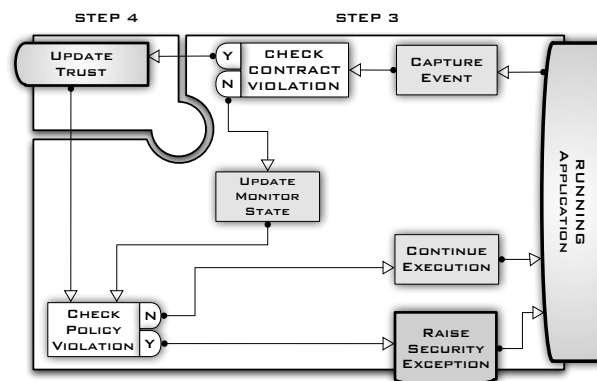 STEP 4
STEP 3
UPDATE
TRUST
Y
N
CHECK
CONTRACT
VIOLATION
CAPTURE
EVENT
RUNNING
APPLICATION
UPDATE
MONITOR
STATE
CONTINUE
EXECUTION
CHECK
POLICY
VIOLATION
N
Y
RAISE
SECURITY
EXCEPTION